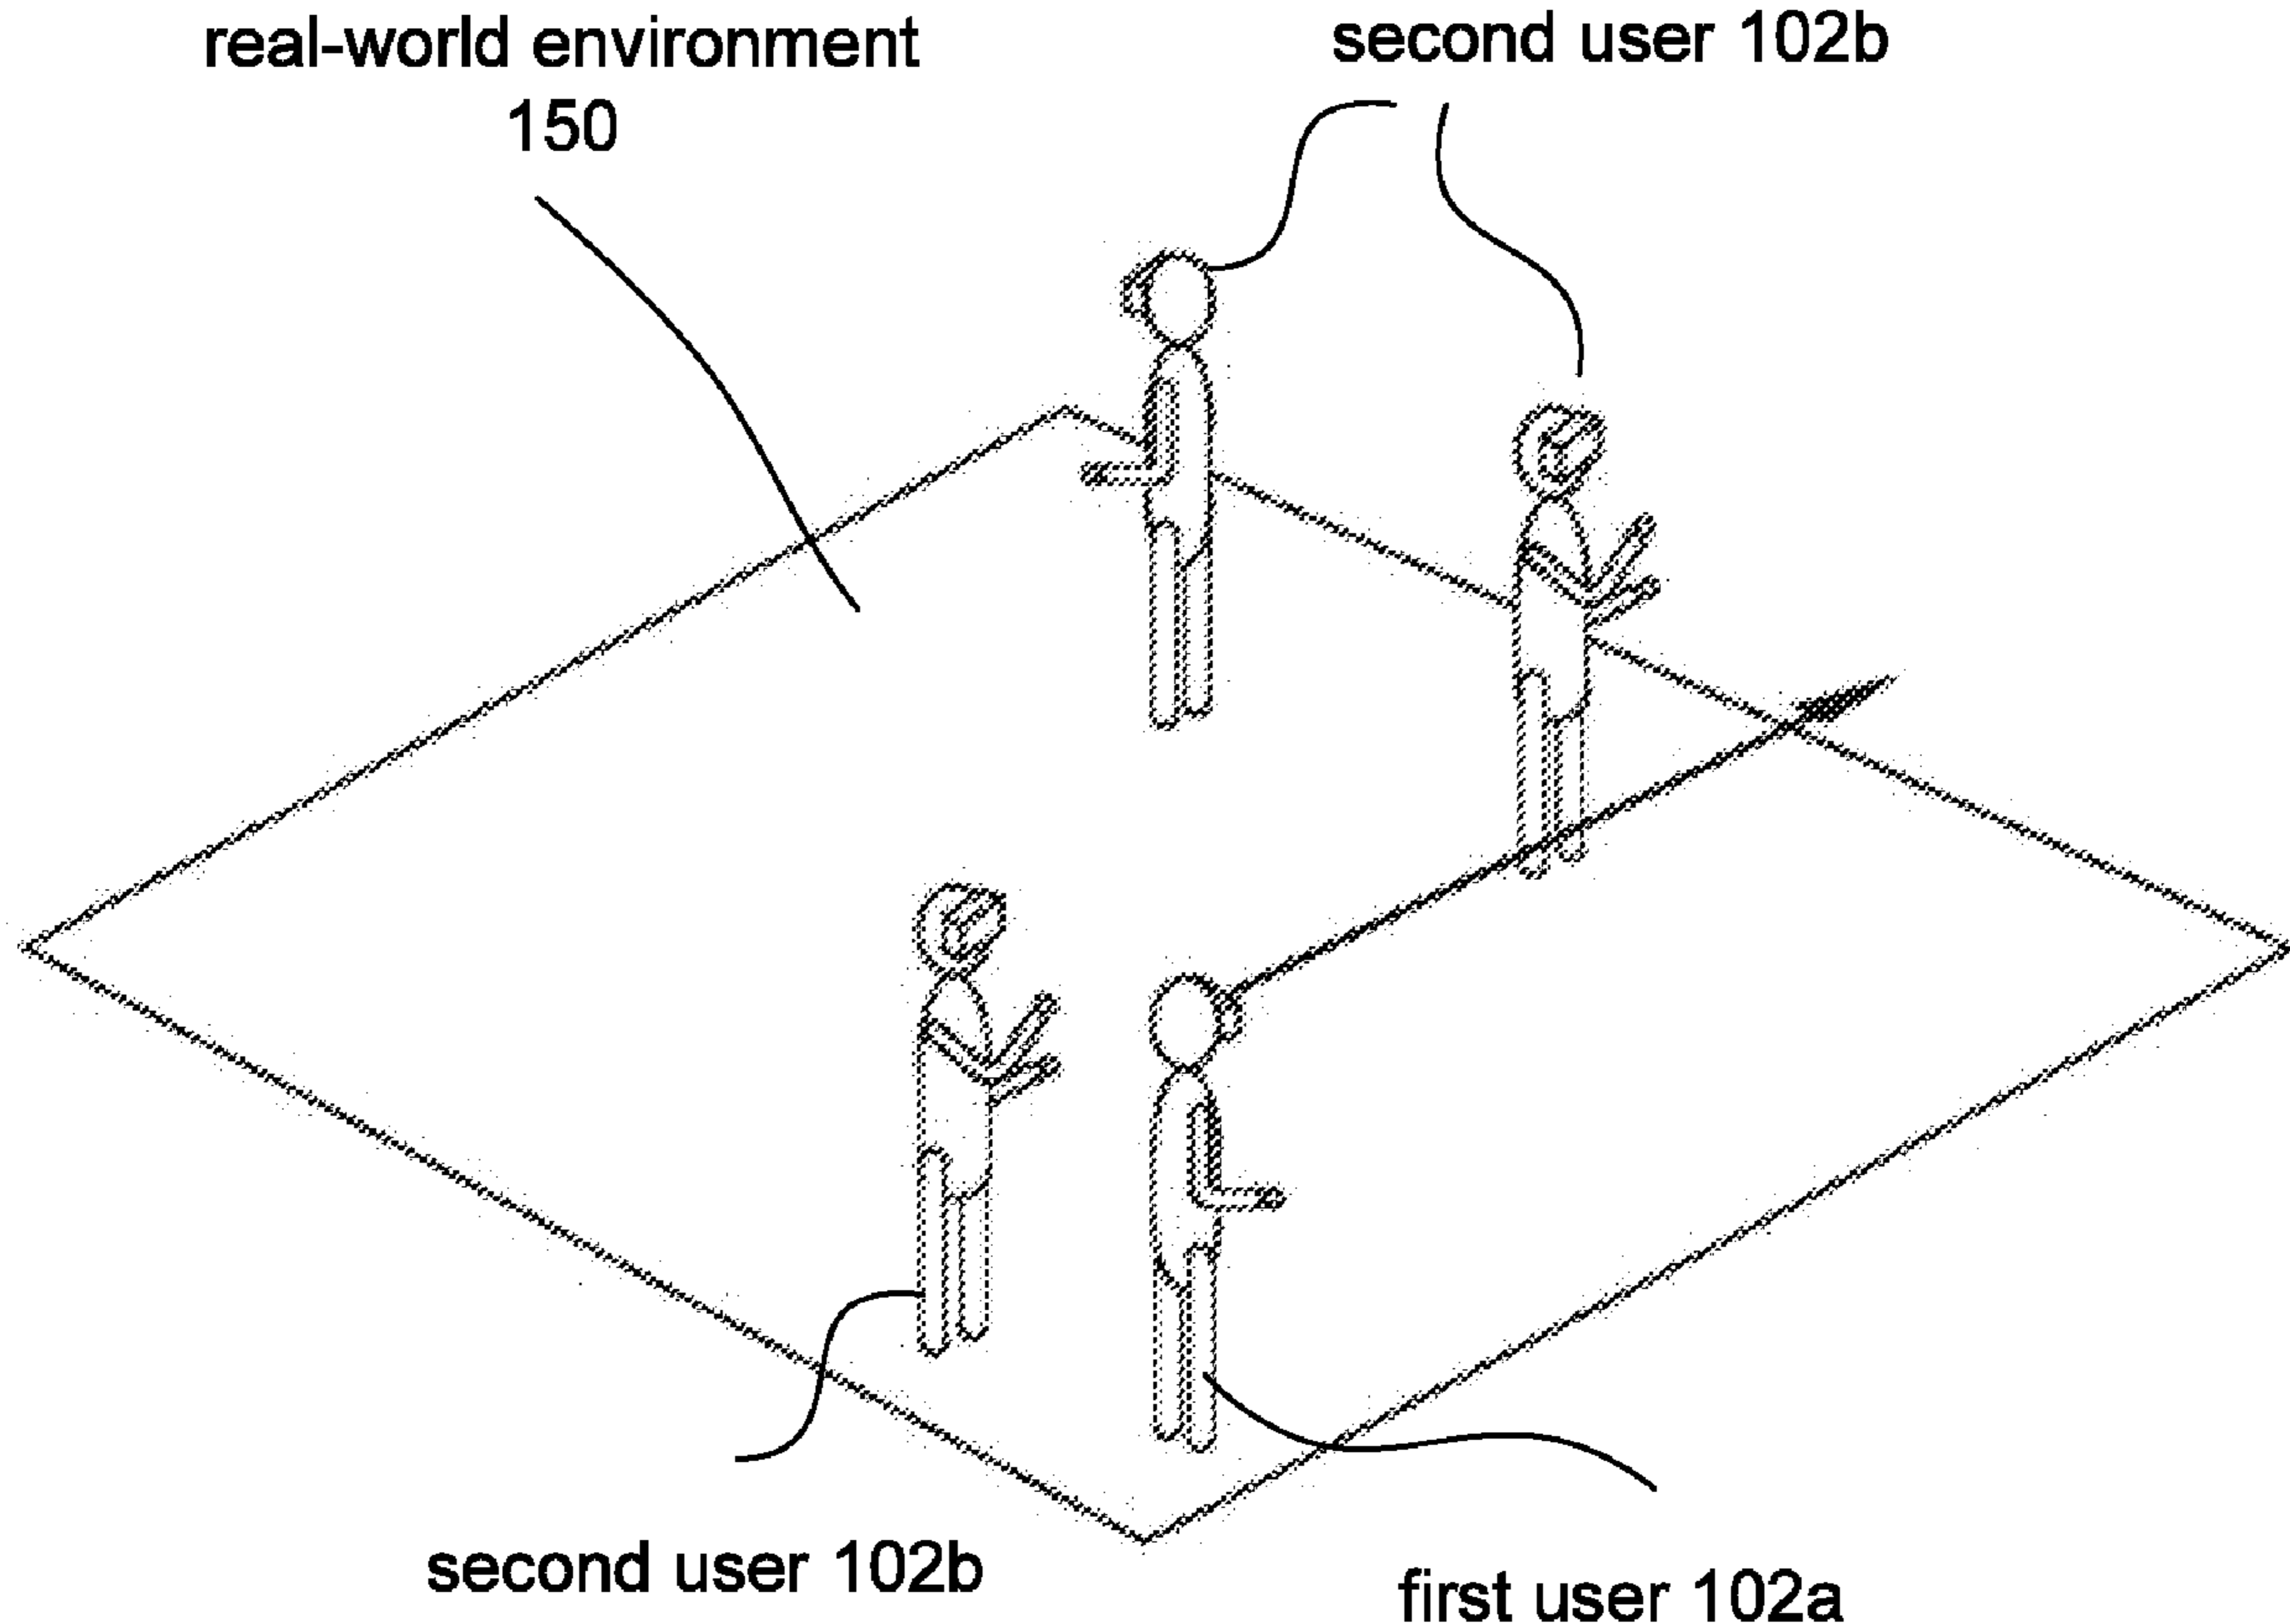 real-world environment
150
second user 102b
second user 102b
first user 102a